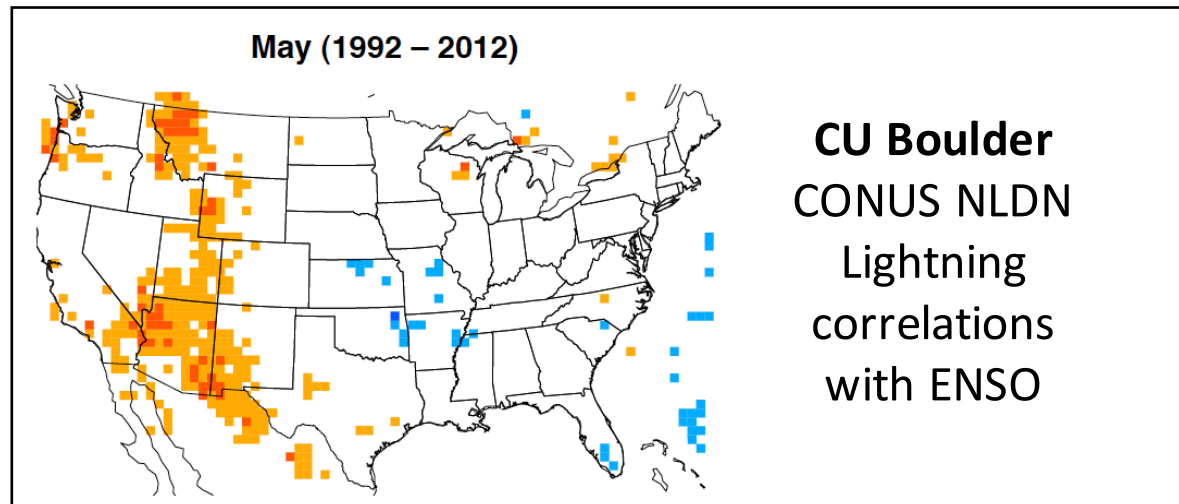 May (1992 – 2012)
CU Boulder
CONUS NLDN
Lightning
correlations
with ENSO